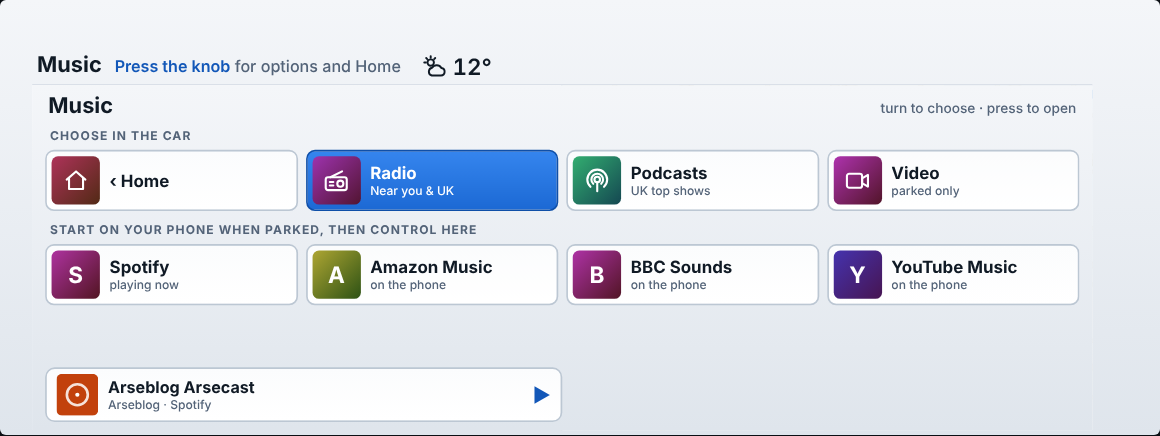 Music Press the knob for options and Home 12°
Music
turn to choose · press to open
CHOOSE IN THE CAR
‹ Home
Radio
Near you & UK
Podcasts
UK top shows
Video
parked only
START ON YOUR PHONE WHEN PARKED, THEN CONTROL HERE
S
Spotify
playing now
A
Amazon Music
on the phone
B
BBC Sounds
on the phone
Y
YouTube Music
on the phone
Arseblog Arsecast
Arseblog · Spotify